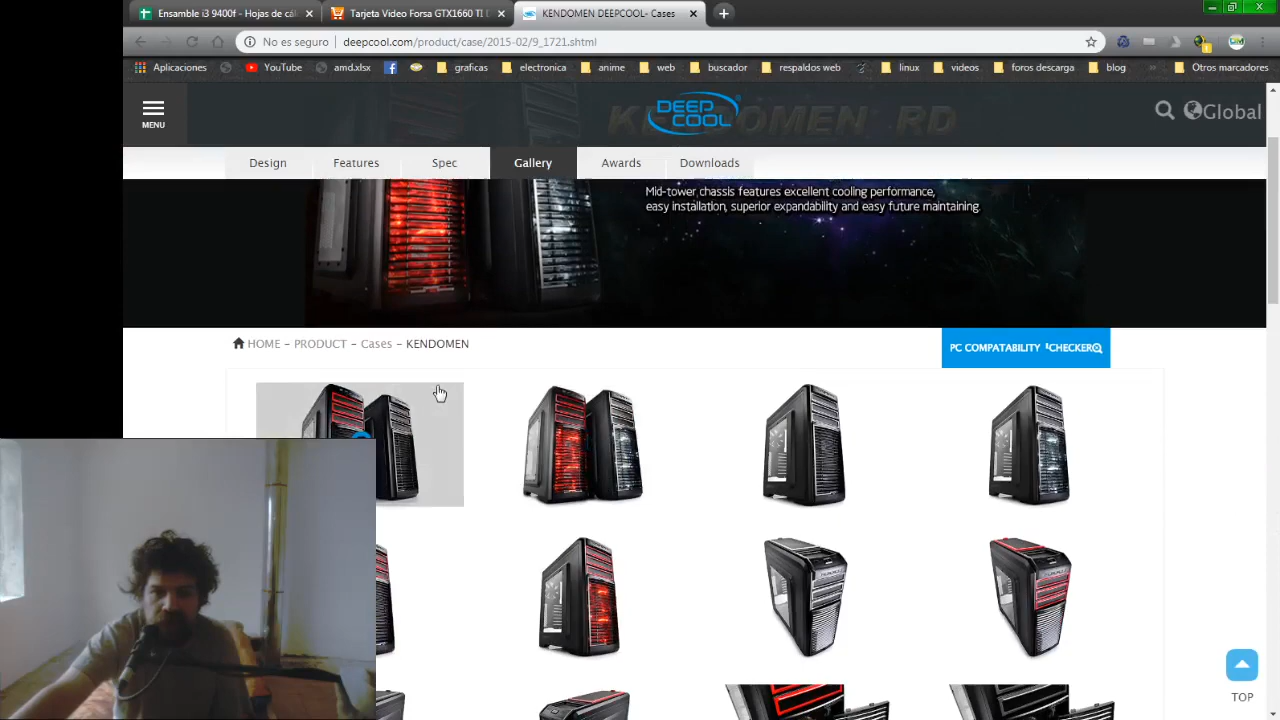 Ensamble i3 9400f - Hojas de cál
Tarjeta Video Forsa GTX1660 TI D
KENDOMEN DEEPCOOL- Cases
No es seguro
deepcool.com/product/case/2015-02/9_1721.shtml
Aplicaciones
YouTube
amd.xlsx
graficas
electronica
anime
web
buscador
respaldos web
linux
videos
foros descarga
blog
Otros marcadores
MENU
KENDOMEN RD
DEEP COOL
Global
Design
Features
Spec
Gallery
Awards
Downloads
Mid-tower chassis features excellent cooling performance,
easy installation, superior expandability and easy future maintaining.
HOME – PRODUCT – Cases – KENDOMEN
PC COMPATABILITY CHECKER
TOP